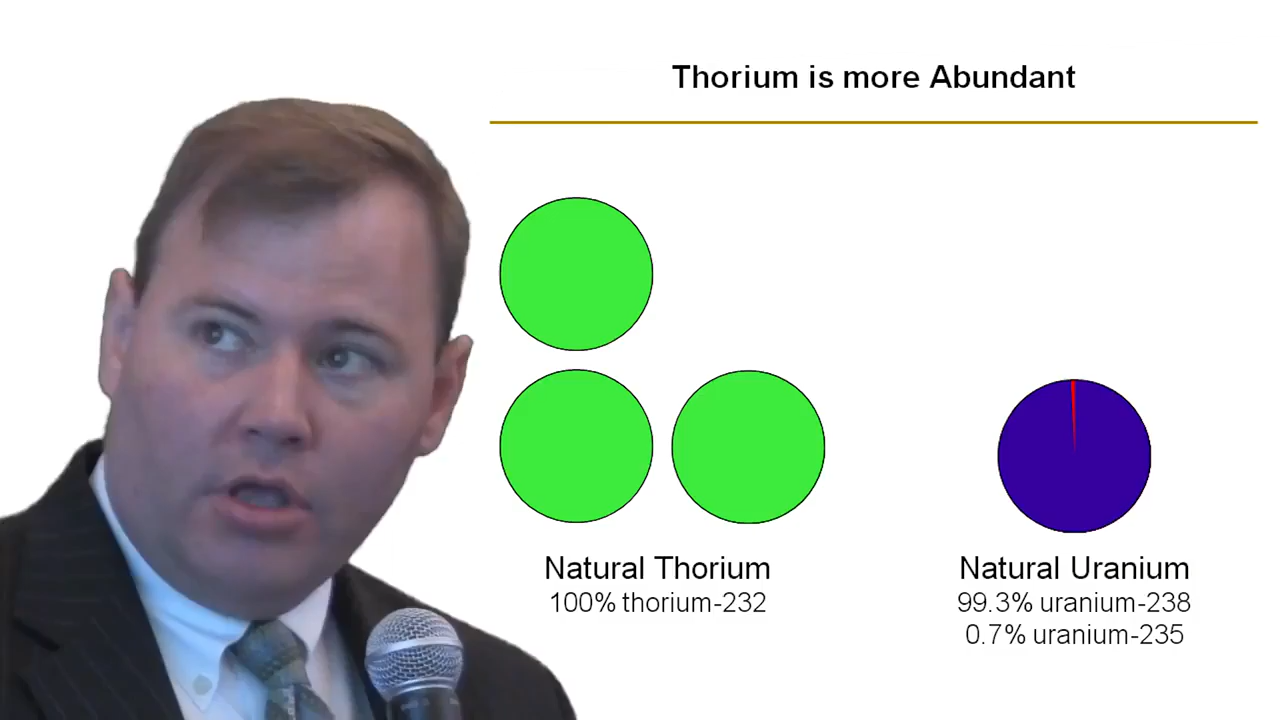 Thorium is more Abundant
Natural Thorium
100% thorium-232
Natural Uranium
99.3% uranium-238
0.7% uranium-235